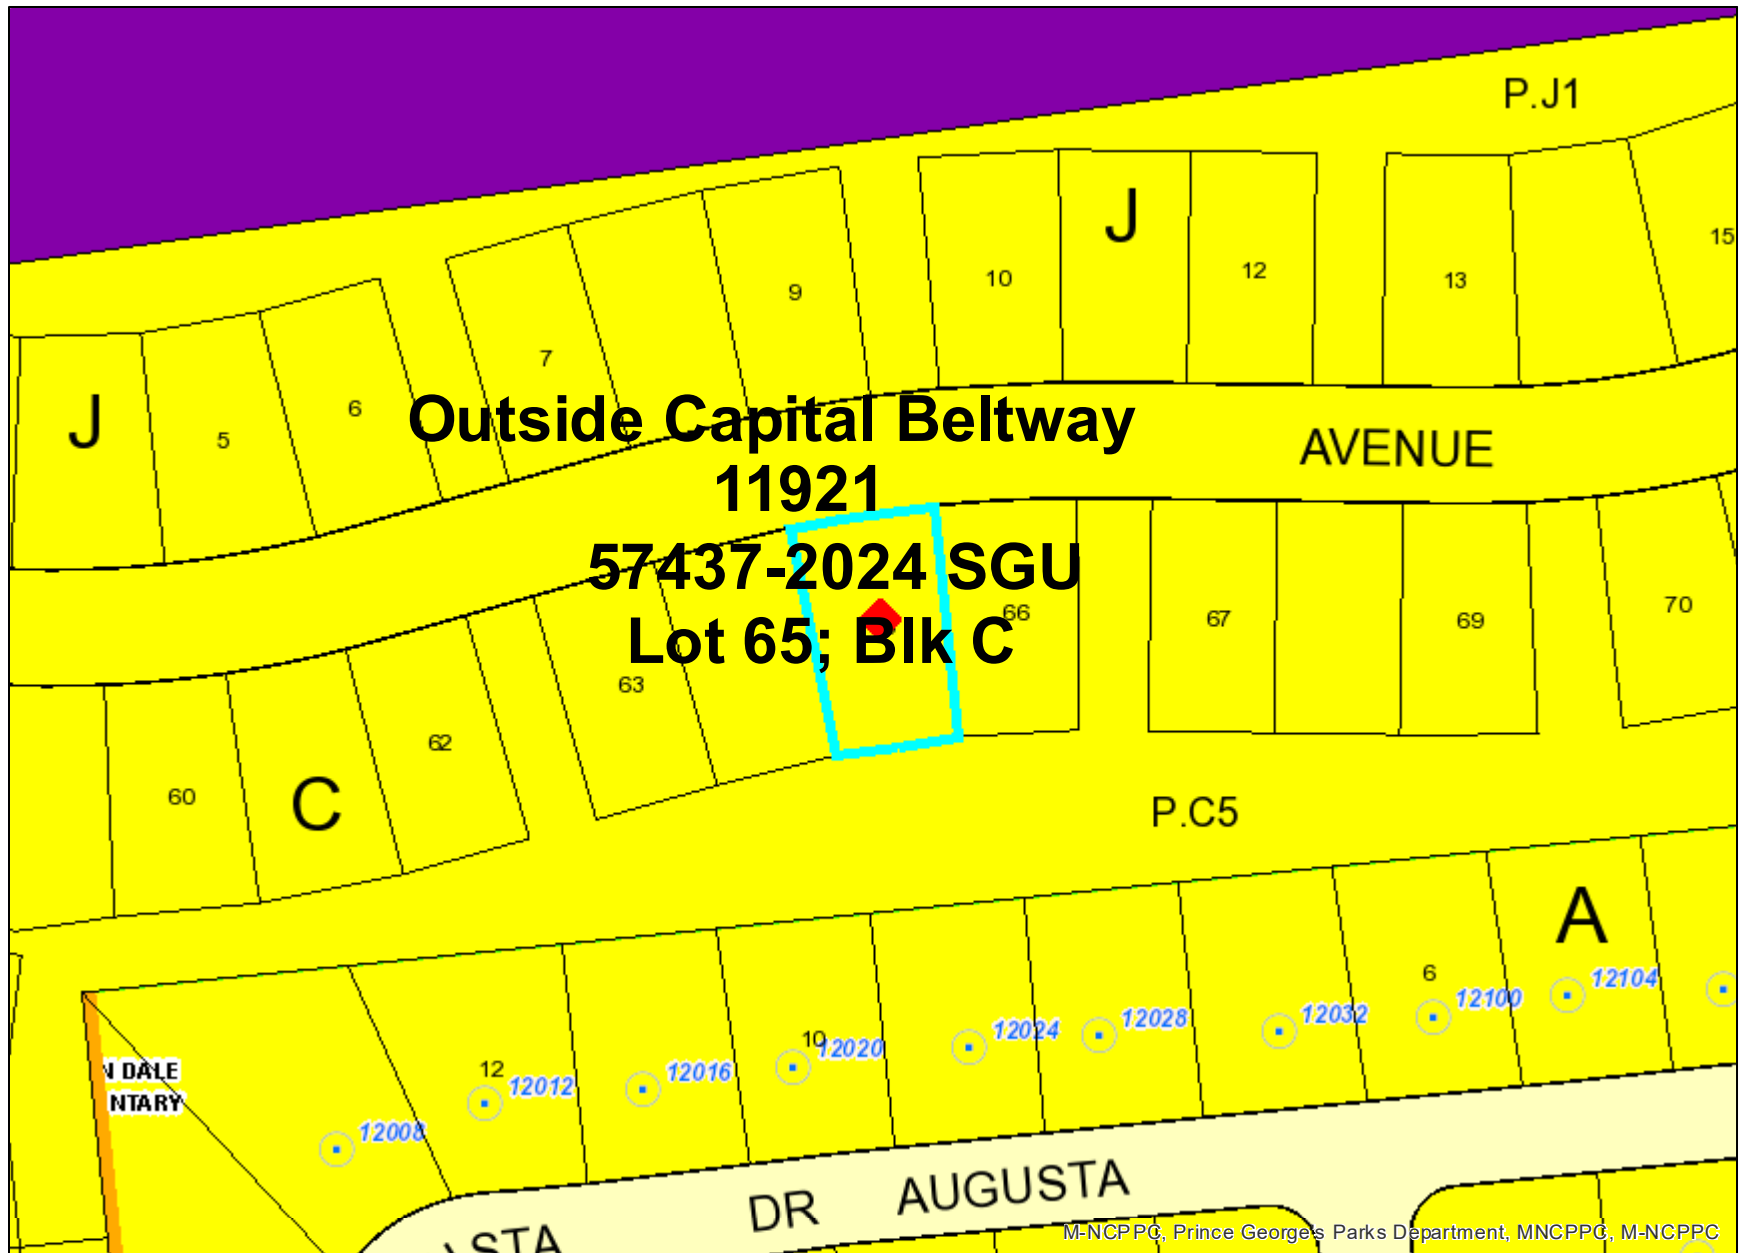 P.J1
J
15
10
12
13
9
7
J
6
5
Outside Capital Beltway
AVENUE
11921
57437-2024 SGU
66
67
69
70
Lot 65; Blk C
63
62
60
C
P.C5
A
6
12104
12100
12032
12028
12024
10
12020
12
12016
12012
12008
N DALE
NTARY
DR AUGUSTA
STA
M-NCPPC, Prince George's Parks Department, MNCPPC, M-NCPPC